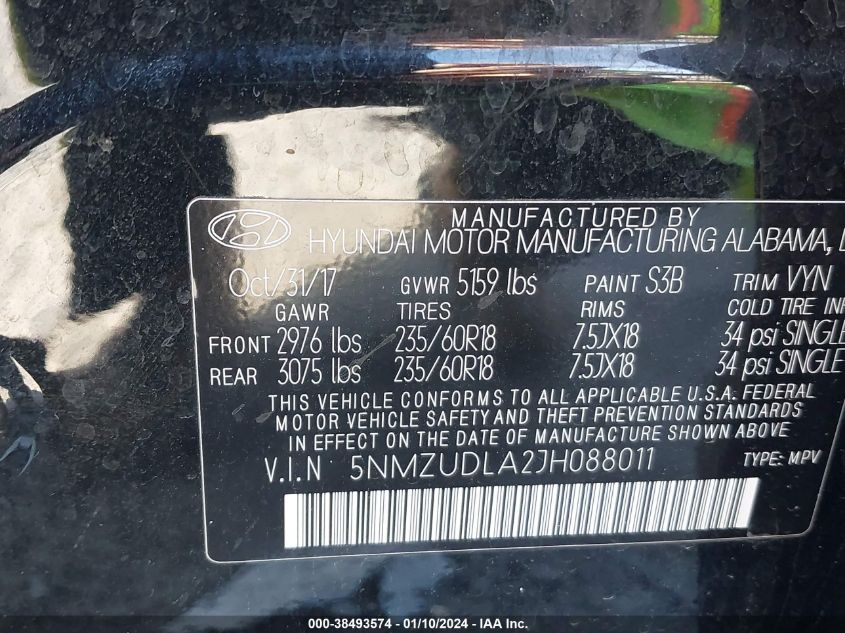 MANUFACTURED BY
HYUNDAI MOTOR MANUFACTURING ALABAMA,
Oct/31/17 GVWR 5159 lbs PAINT S3B TRIM VYN
GAWR TIRES RIMS COLD TIRE
FRONT 2976 lbs 235/60R18 7.5JX18 34 psi SINGLE
REAR 3075 lbs 235/60R18 7.5JX18 34 psi SINGLE
THIS VEHICLE CONFORMS TO ALL APPLICABLE U.S.A. FEDERAL
MOTOR VEHICLE SAFETY AND THEFT PREVENTION STANDARDS
IN EFFECT ON THE DATE OF MANUFACTURE SHOWN ABOVE
V.I.N 5NMZUDLA2JH088011 TYPE: MPV
000-38493574 — 01/10/2024 — IAA Inc.